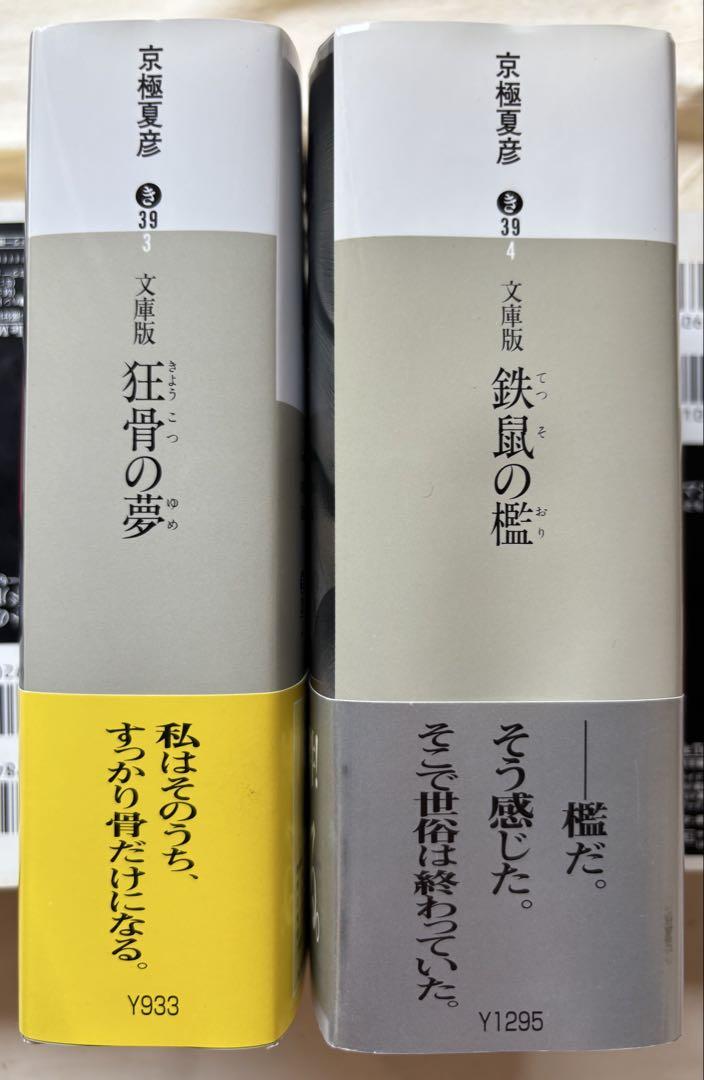 京極夏彦
き
39
3
文庫版
狂骨の夢
きょう こつ ゆめ
私はそのうち、
すっかり骨だけになる。
Y933
京極夏彦
き
39
4
文庫版
鉄鼠の檻
てつ そ おり
──檻だ。
そう感じた。
そこで世俗は終わっていた。
Y1295